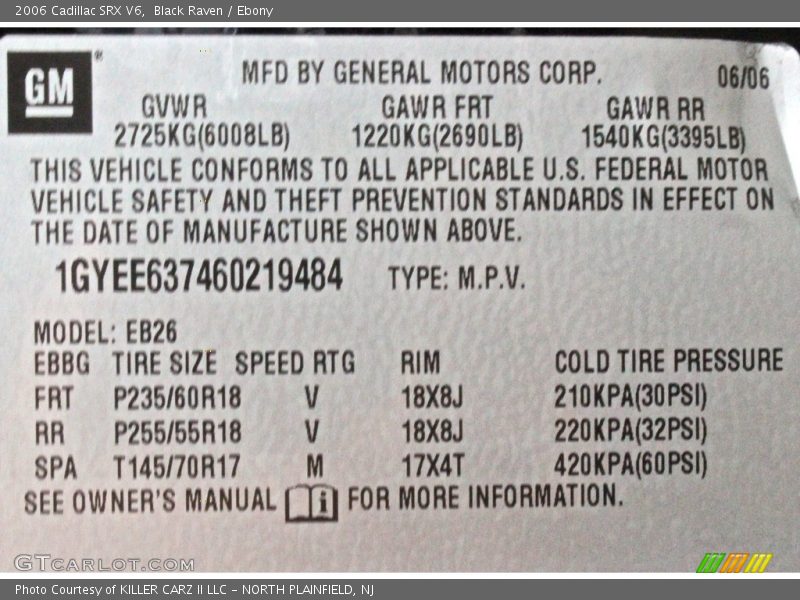 2006 Cadillac SRX V6, Black Raven / Ebony
GM ®
MFD BY GENERAL MOTORS CORP. 06/06
GVWR GAWR FRT GAWR RR
2725KG(6008LB) 1220KG(2690LB) 1540KG(3395LB)
THIS VEHICLE CONFORMS TO ALL APPLICABLE U.S. FEDERAL MOTOR
VEHICLE SAFETY AND THEFT PREVENTION STANDARDS IN EFFECT ON
THE DATE OF MANUFACTURE SHOWN ABOVE.
1GYEE637460219484 TYPE: M.P.V.
MODEL: EB26
EBBG TIRE SIZE SPEED RTG RIM COLD TIRE PRESSURE
FRT P235/60R18 V 18X8J 210KPA(30PSI)
RR P255/55R18 V 18X8J 220KPA(32PSI)
SPA T145/70R17 M 17X4T 420KPA(60PSI)
SEE OWNER'S MANUAL i FOR MORE INFORMATION.
GTCARLOT.COM
Photo Courtesy of KILLER CARZ II LLC - NORTH PLAINFIELD, NJ